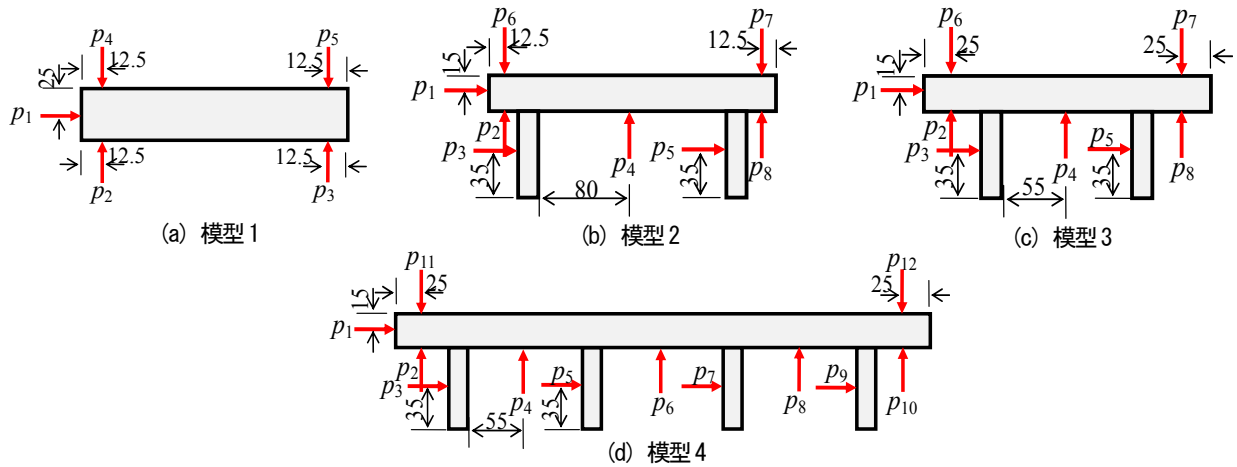 p4 p5
12.5 12.5
25
p1
12.5 12.5
p2 p3
(a) 模型1
p6 p7
12.5 12.5
15
p1
p2
p3 p5
p4 p8
35 35
80
(b) 模型2
p6 p7
25 25
15
p1
p2
p3 p5
p4 p8
35 35
55
(c) 模型3
p11 p12
25 25
15
p1
p2
p3 p5 p7 p9
p4 p6 p8 p10
35 35
55
(d) 模型4